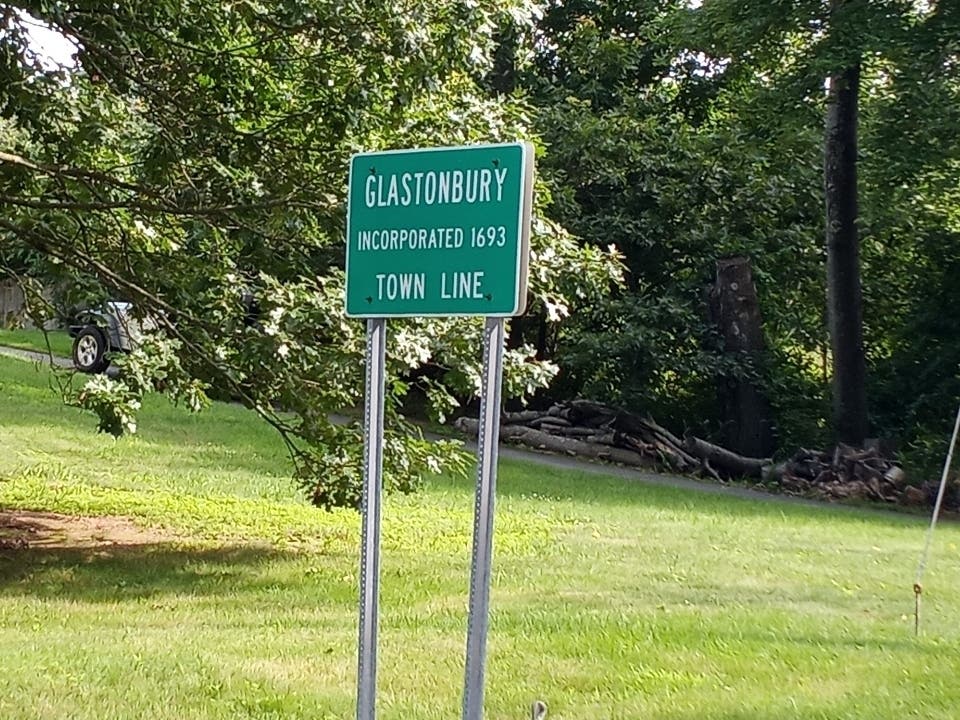 GLASTONBURY
INCORPORATED 1693
TOWN LINE